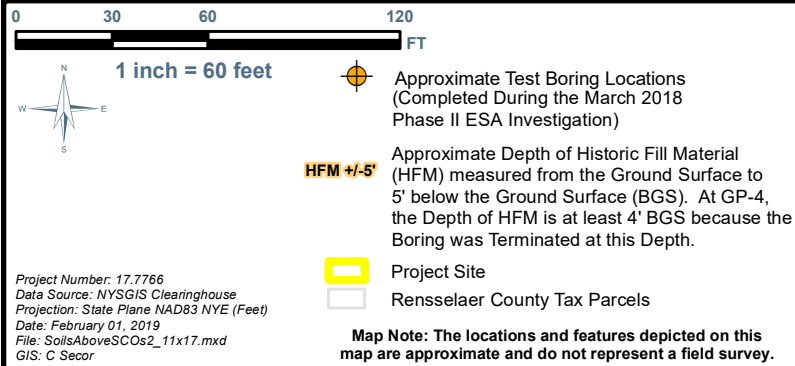 0 30 60 120
FT
1 inch = 60 feet
N
W E
S
Approximate Test Boring Locations
(Completed During the March 2018
Phase II ESA Investigation)
HFM +/-5'
Approximate Depth of Historic Fill Material
(HFM) measured from the Ground Surface to
5' below the Ground Surface (BGS). At GP-4,
the Depth of HFM is at least 4' BGS because the
Boring was Terminated at this Depth.
Project Site
Rensselaer County Tax Parcels
Project Number: 17.7766
Data Source: NYSGIS Clearinghouse
Projection: State Plane NAD83 NYE (Feet)
Date: February 01, 2019
File: SoilsAboveSCOs2_11x17.mxd
GIS: C Secor
Map Note: The locations and features depicted on this
map are approximate and do not represent a field survey.